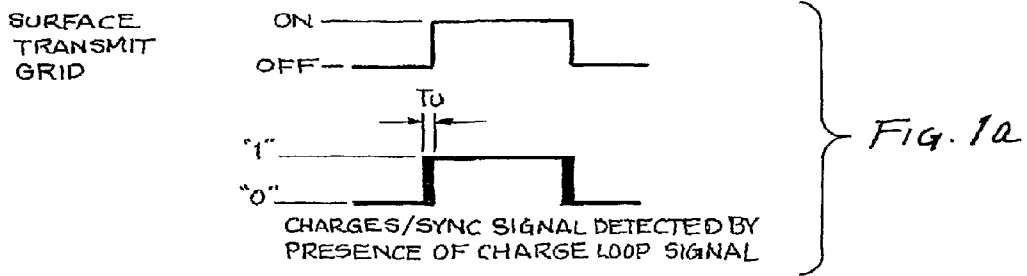 SURFACE
TRANSMIT
GRID
ON
OFF
TU
"1"
"0"
CHARGES/SYNC SIGNAL DETECTED BY
PRESENCE OF CHARGE LOOP SIGNAL
FIG. 1a